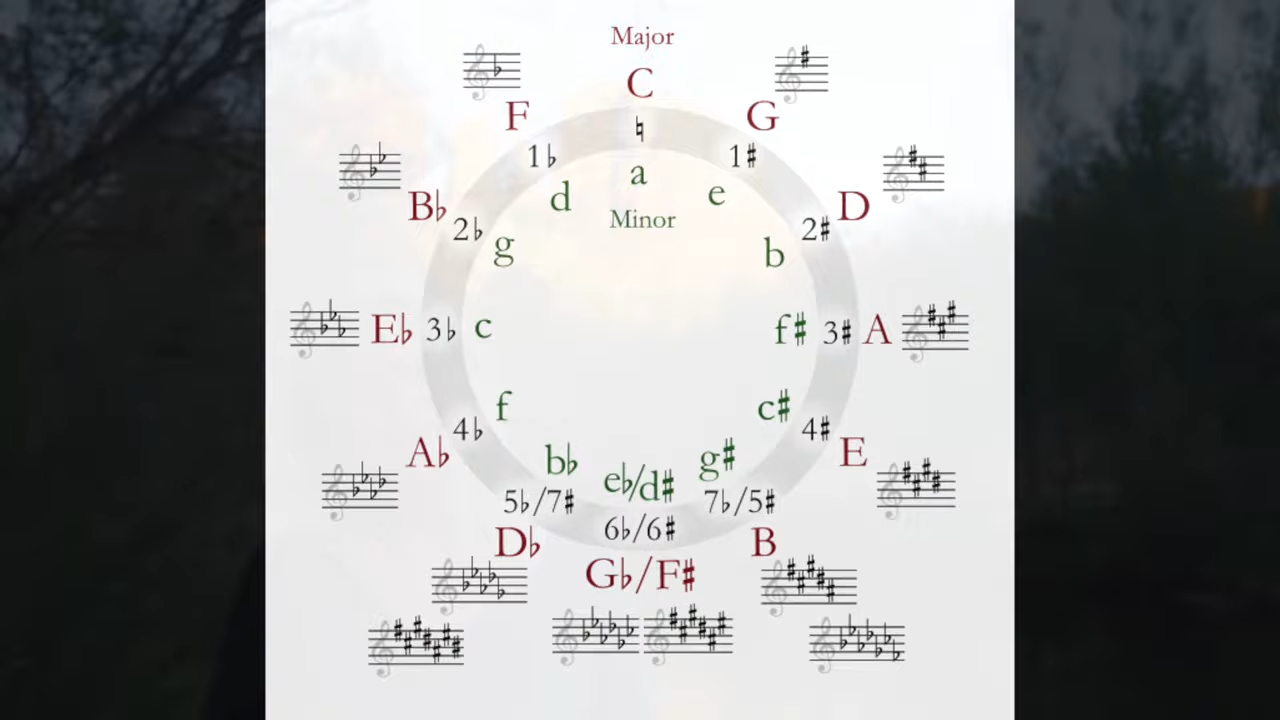 Major
C
F
G
♮
1♭
1♯
a
d
e
Minor
B♭
D
2♭
2♯
g
b
E♭ 3♭ c
f♯ 3♯ A
f
c♯
4♭
4♯
A♭
E
b♭
g♯
e♭/d♯
5♭/7♯
7♭/5♯
6♭/6♯
D♭
B
G♭/F♯